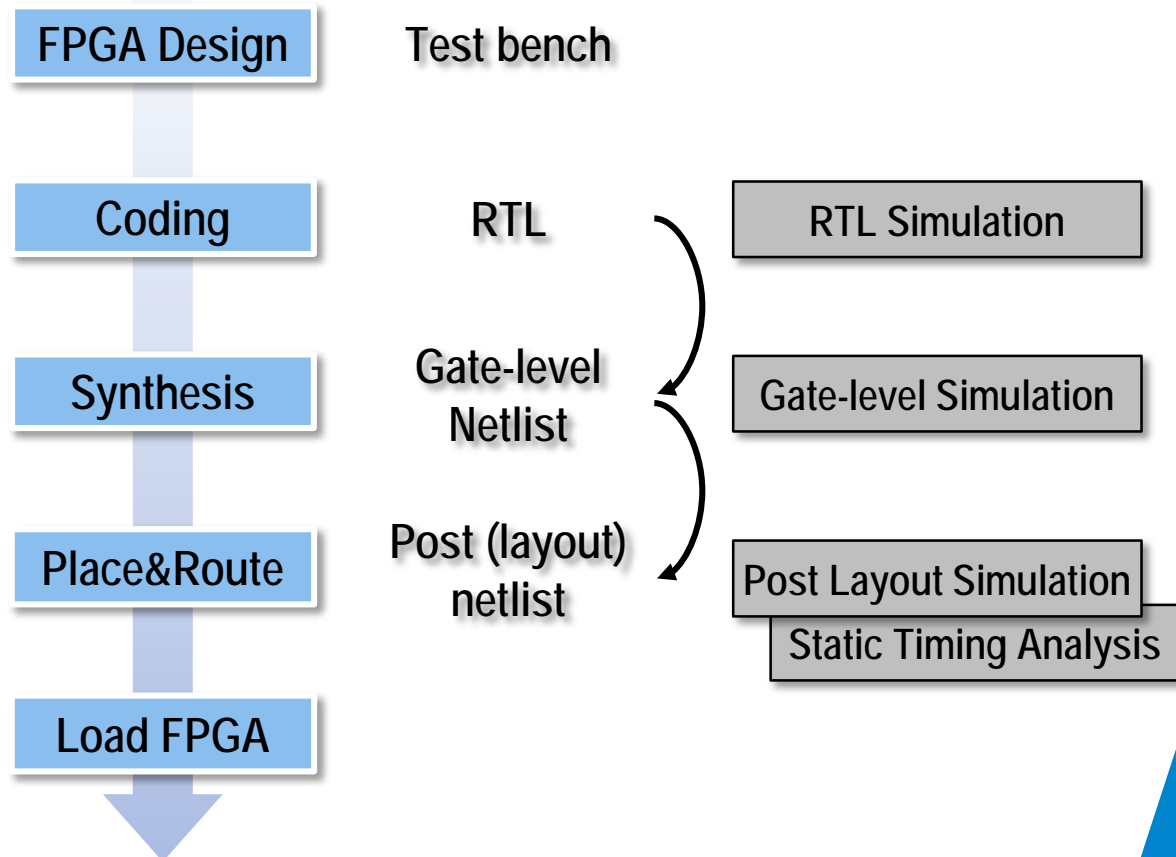 FPGA Design
Test bench
Coding
RTL
RTL Simulation
Synthesis
Gate-level
Netlist
Gate-level Simulation
Place&Route
Post (layout)
netlist
Post Layout Simulation
Static Timing Analysis
Load FPGA